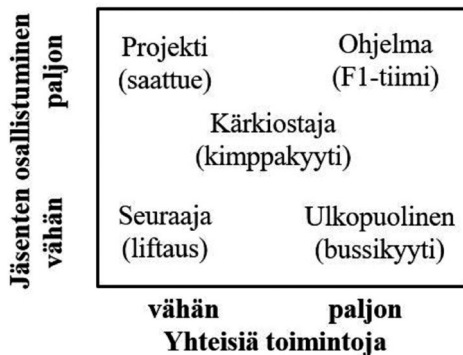 Jäsenten osallistuminen
vähän paljon
Projekti
(saattue)
Ohjelma
(F1-tiimi)
Kärkiostaja
(kimppakyyti)
Seuraaja
(liftaus)
Ulkopuolinen
(bussikyyti)
vähän paljon
Yhteisiä toimintoja